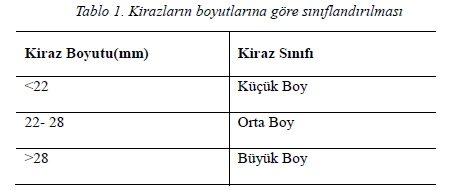 Tablo 1. Kirazların boyutlarına göre sınıflandırılması
Kiraz Boyutu(mm) Kiraz Sınıfı
<22 Küçük Boy
22- 28 Orta Boy
>28 Büyük Boy